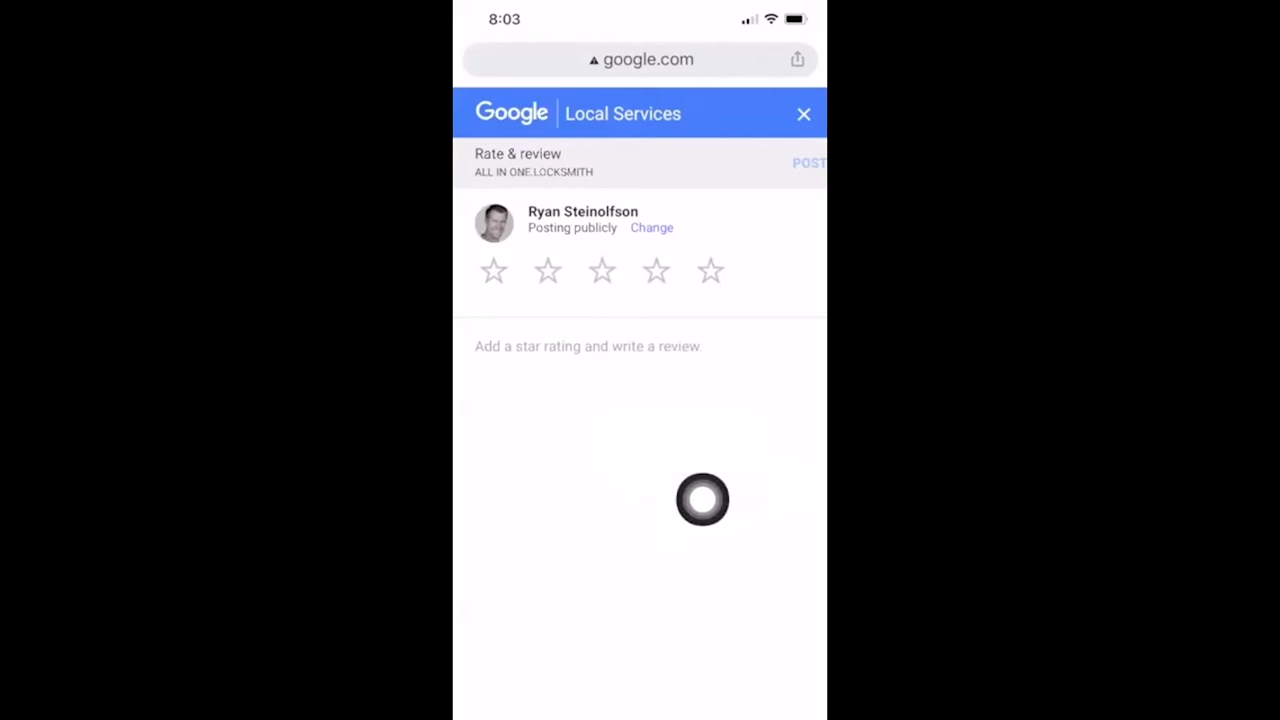 8:03
google.com
Google | Local Services
Rate & review
POST
ALL IN ONE.LOCKSMITH
Ryan Steinolfson
Posting publicly Change
Add a star rating and write a review.